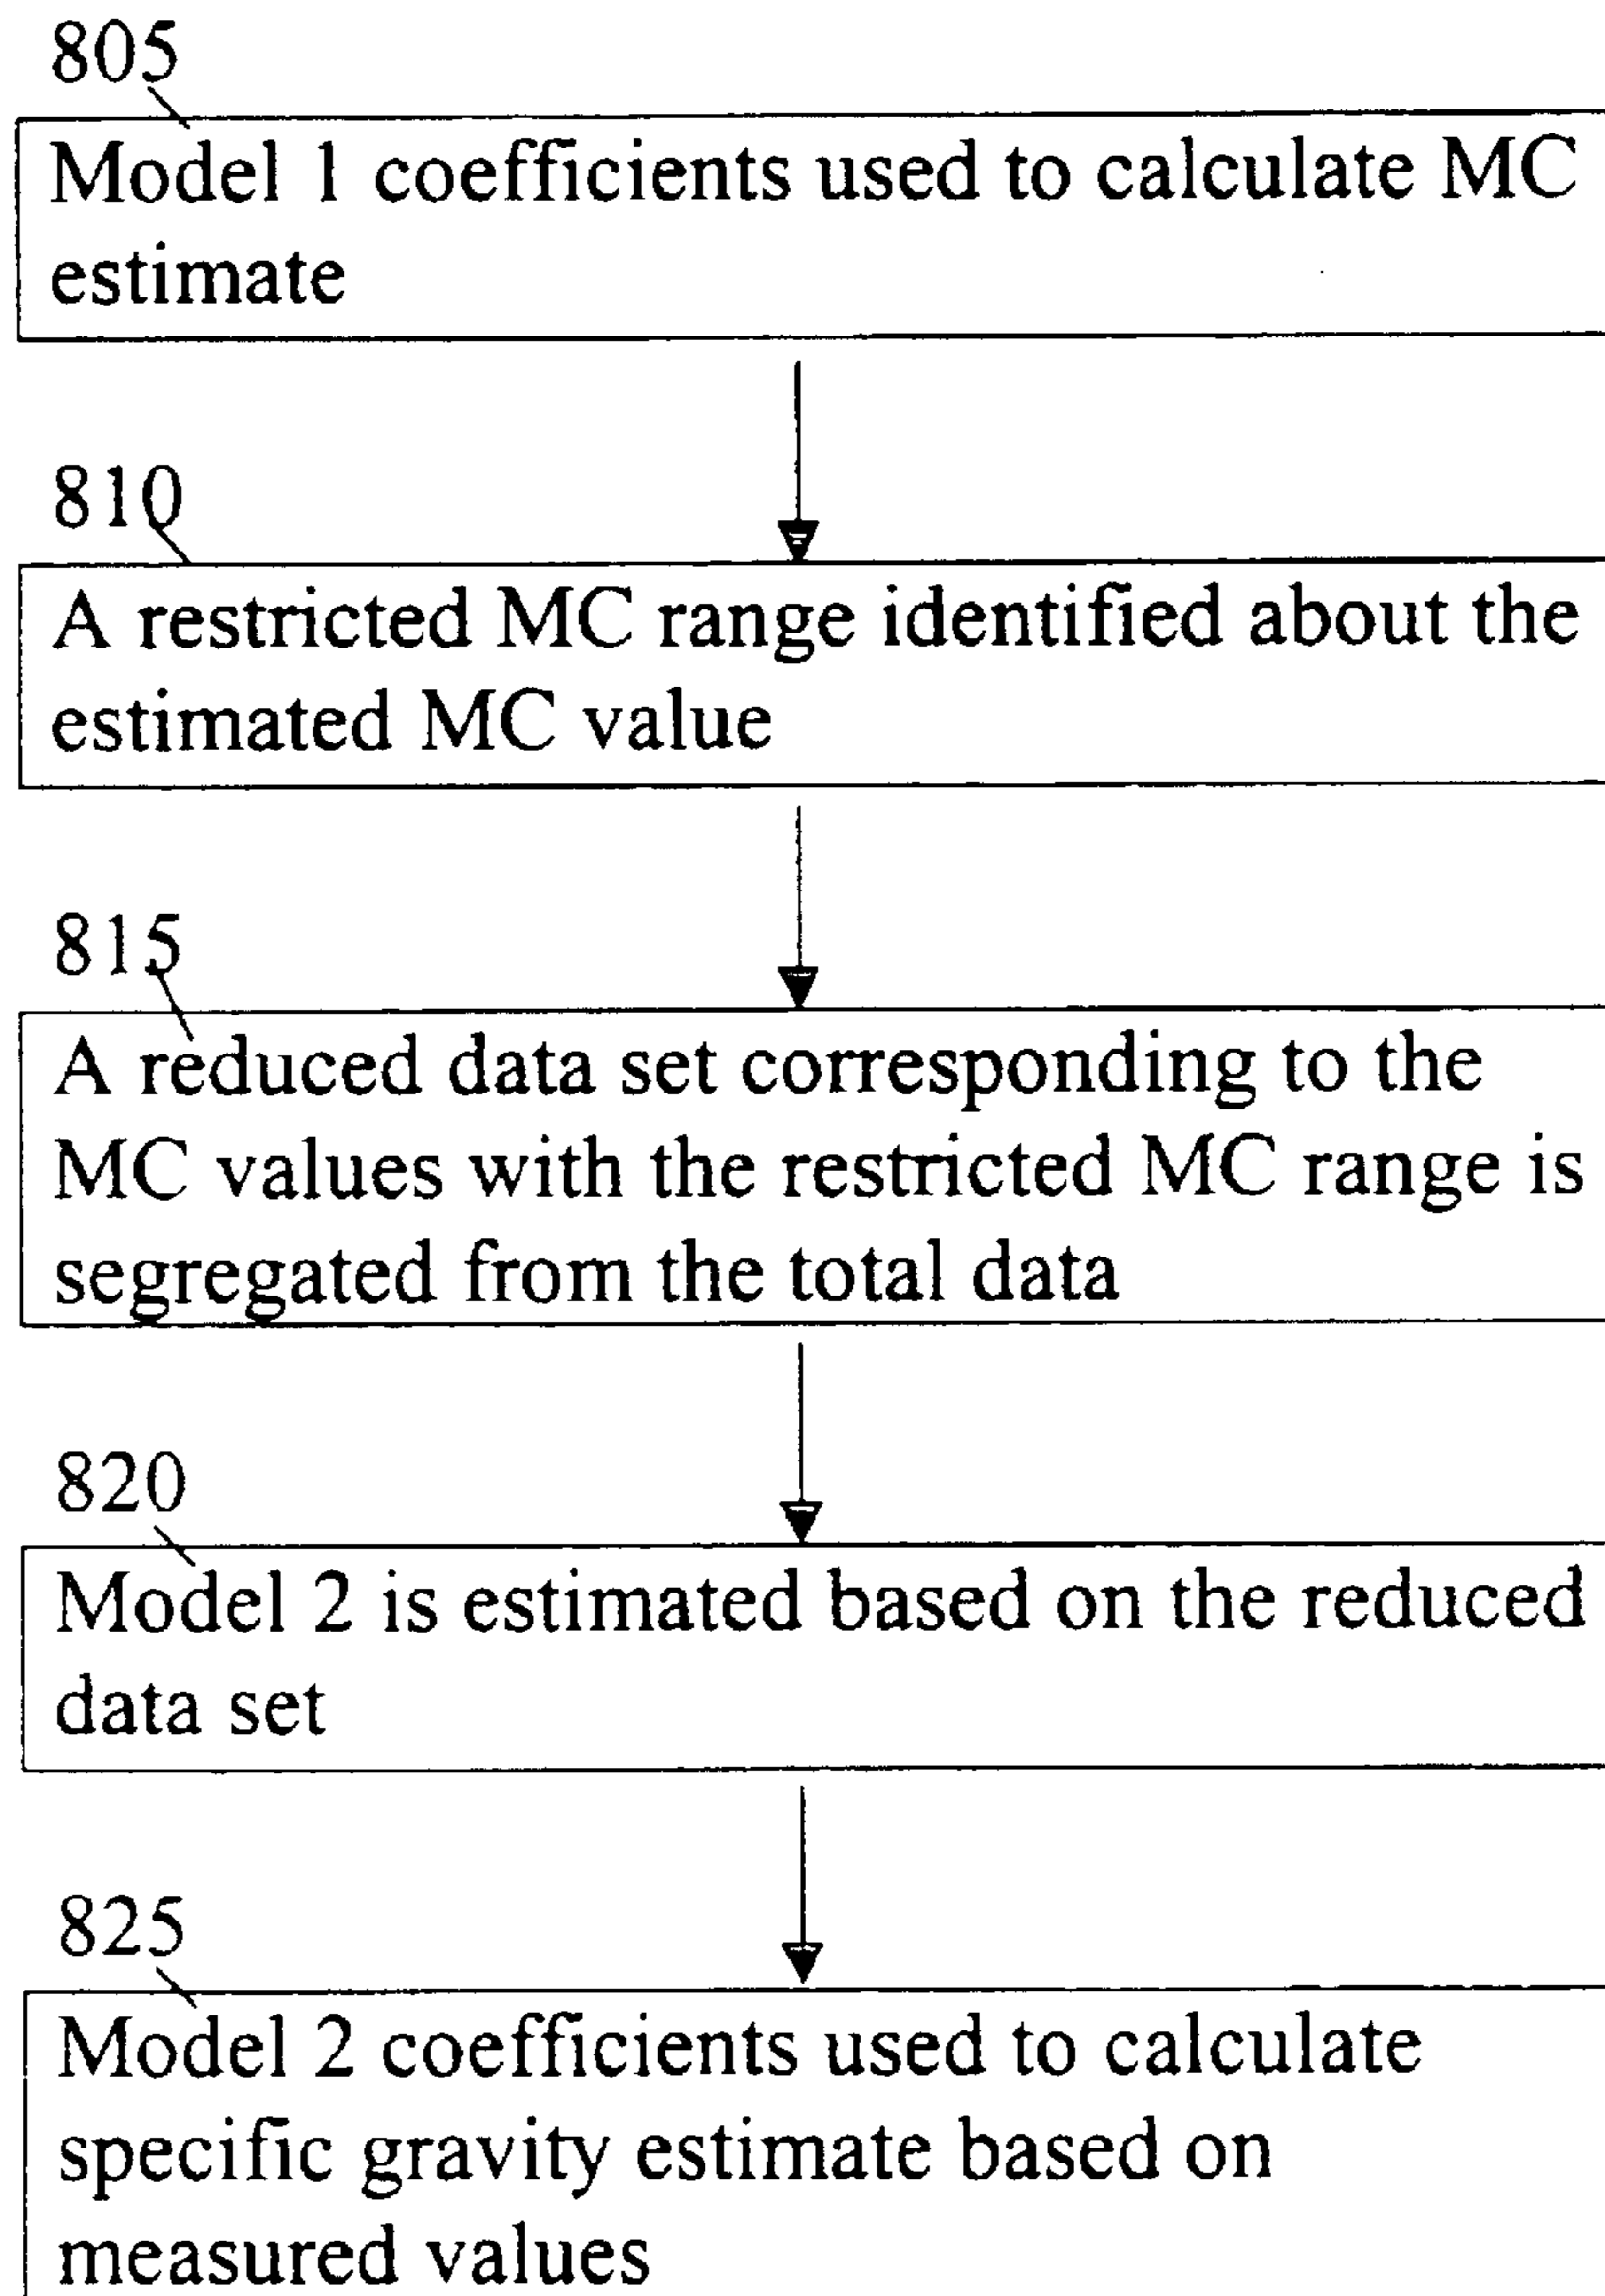 805
Model 1 coefficients used to calculate MC
estimate
810
A restricted MC range identified about the
estimated MC value
815
A reduced data set corresponding to the
MC values with the restricted MC range is
segregated from the total data
820
Model 2 is estimated based on the reduced
data set
825
Model 2 coefficients used to calculate
specific gravity estimate based on
measured values